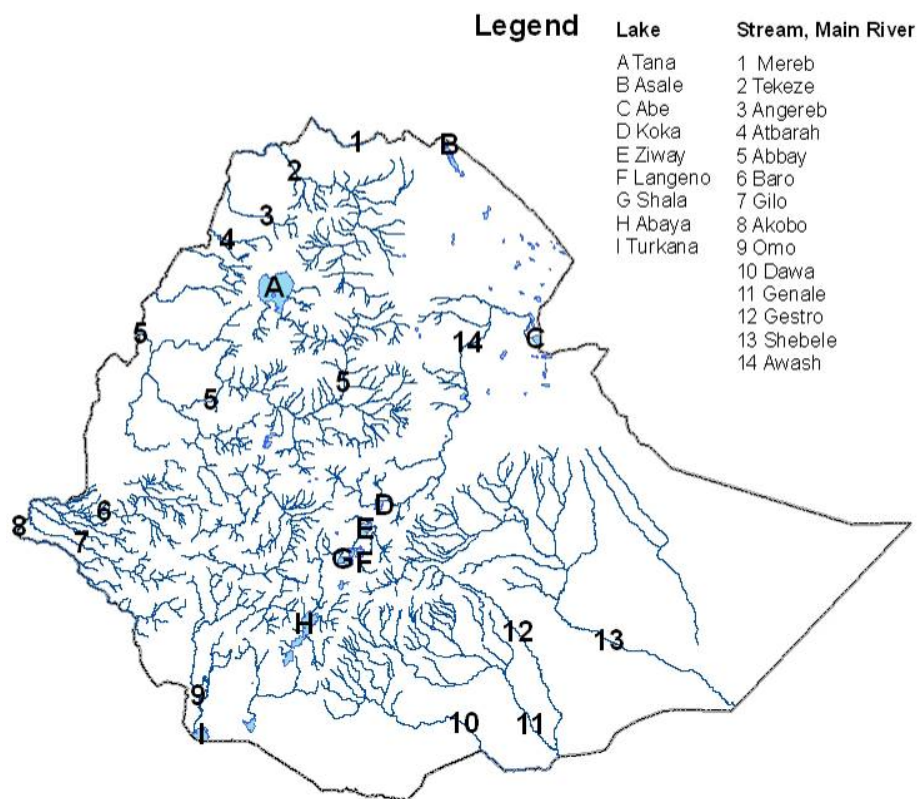 Legend
Lake Stream, Main River
A Tana 1 Mereb
B Asale 2 Tekeze
C Abe 3 Angereb
D Koka 4 Atbarah
E Ziway 5 Abbay
F Langeno 6 Baro
G Shala 7 Gilo
H Abaya 8 Akobo
I Turkana 9 Omo
10 Dawa
11 Genale
12 Gestro
13 Shebele
14 Awash
1
B
2
3
4
A
5
14
C
5
5
D
6
8
E
7
G
F
H
12
13
9
10
11
I